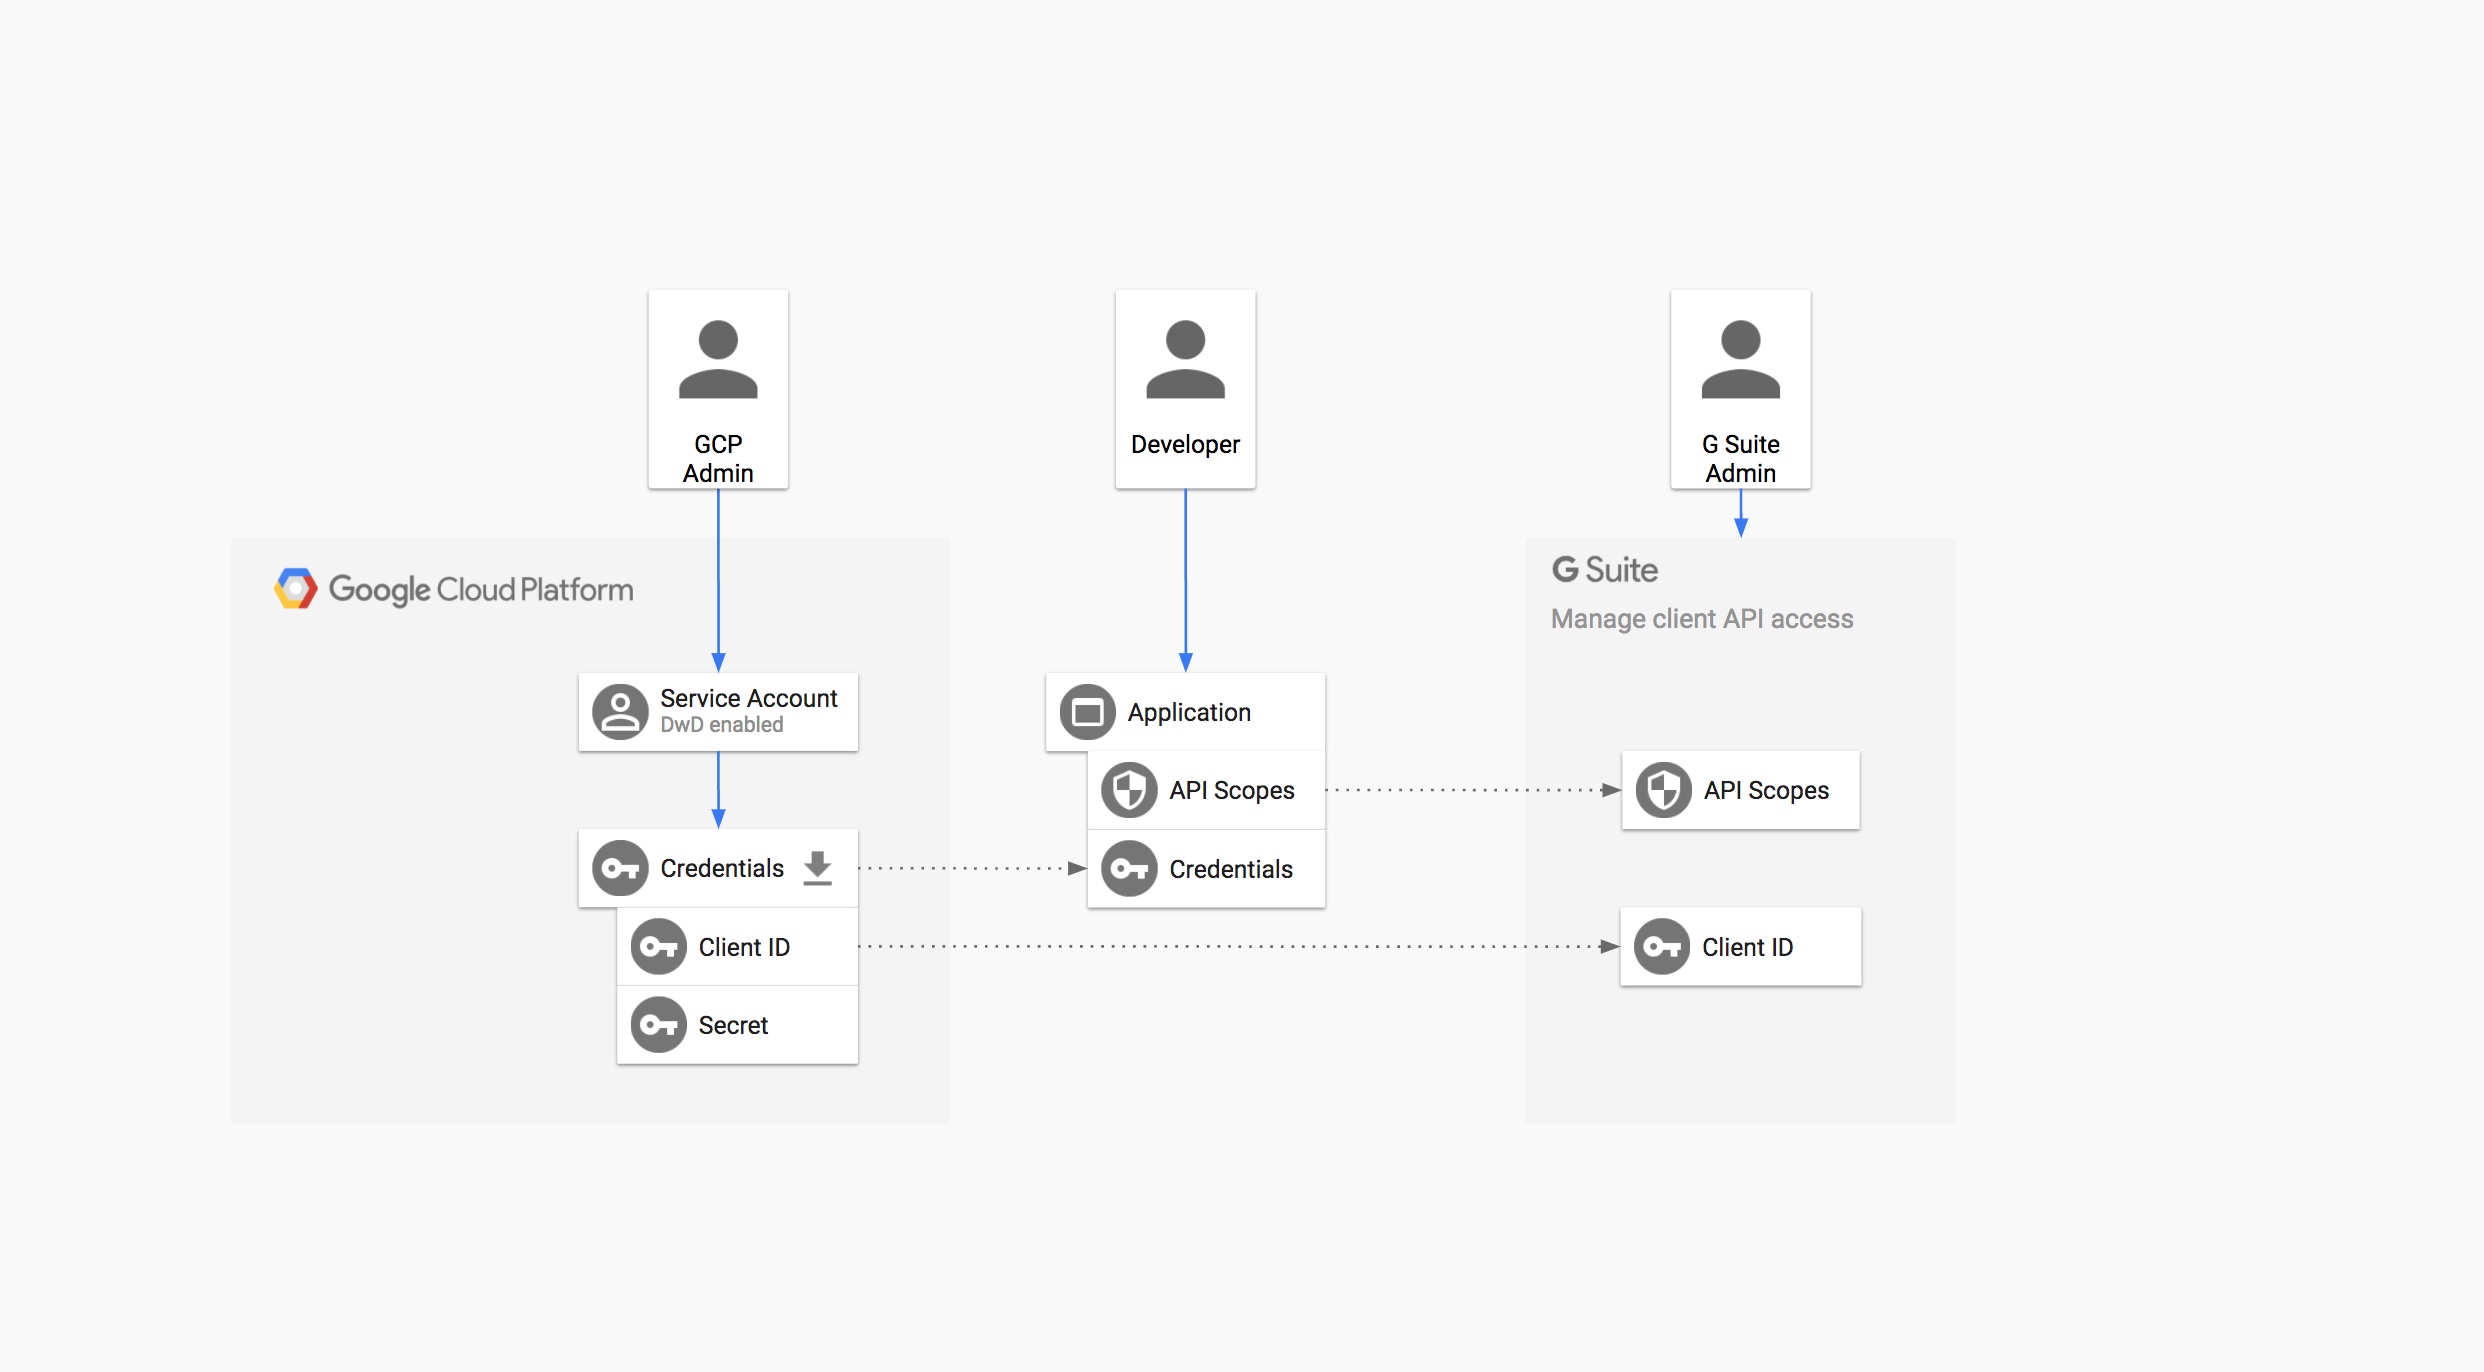 GCP
Admin
Developer
G Suite
Admin
Google Cloud Platform
G Suite
Manage client API access
Service Account
DwD enabled
Application
API Scopes
API Scopes
Credentials
Credentials
Client ID
Client ID
Secret